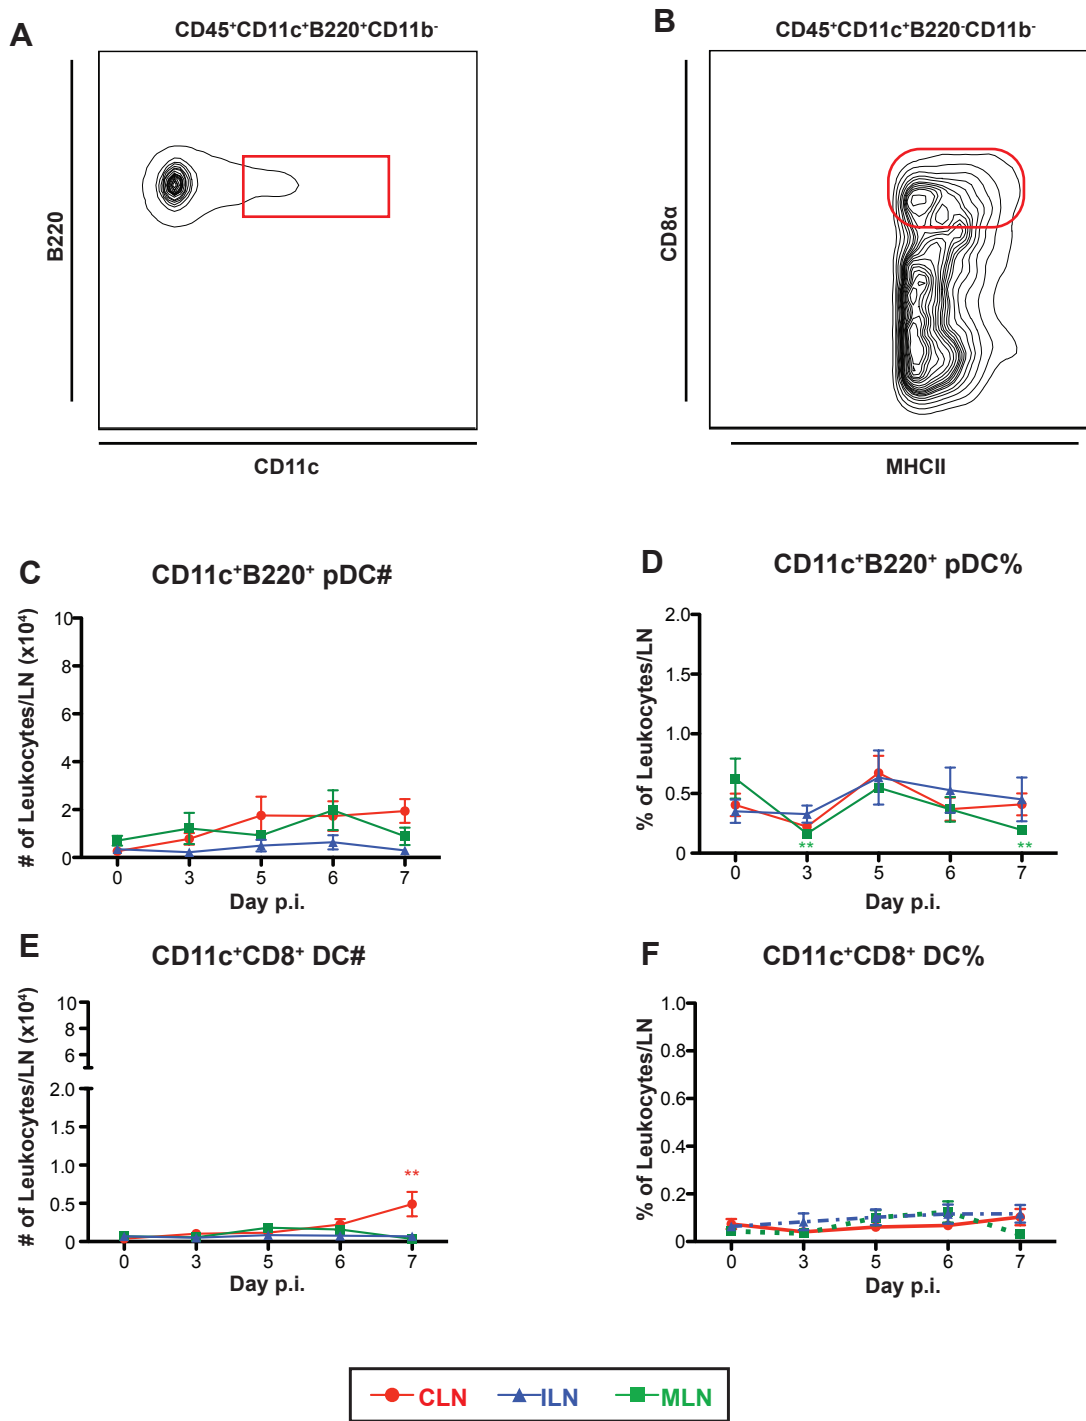 A
CD45⁺CD11c⁺B220⁺CD11b⁻
B220
CD11c
B
CD45⁺CD11c⁺B220⁻CD11b⁻
CD8α
MHCII
C
CD11c⁺B220⁺ pDC#
# of Leukocytes/LN (x10⁴)
10
8
6
4
2
0
0 3 5 6 7
Day p.i.
D
CD11c⁺B220⁺ pDC%
% of Leukocytes/LN
2.0
1.5
1.0
0.5
0
** **
0 3 5 6 7
Day p.i.
E
CD11c⁺CD8⁺ DC#
# of Leukocytes/LN (x10⁴)
10
8
6
2.0
1.5
1.0
0.5
0
**
0 3 5 6 7
Day p.i.
F
CD11c⁺CD8⁺ DC%
% of Leukocytes/LN
1.0
0.8
0.6
0.4
0.2
0
0 3 5 6 7
Day p.i.
CLN ILN MLN